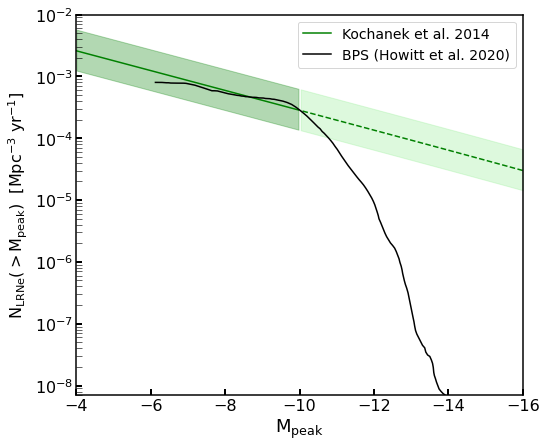 10⁻²
10⁻³
10⁻⁴
10⁻⁵
10⁻⁶
10⁻⁷
10⁻⁸
N_LRNe(>M_peak) [Mpc⁻³ yr⁻¹]
Kochanek et al. 2014
BPS (Howitt et al. 2020)
−4 −6 −8 −10 −12 −14 −16
M_peak